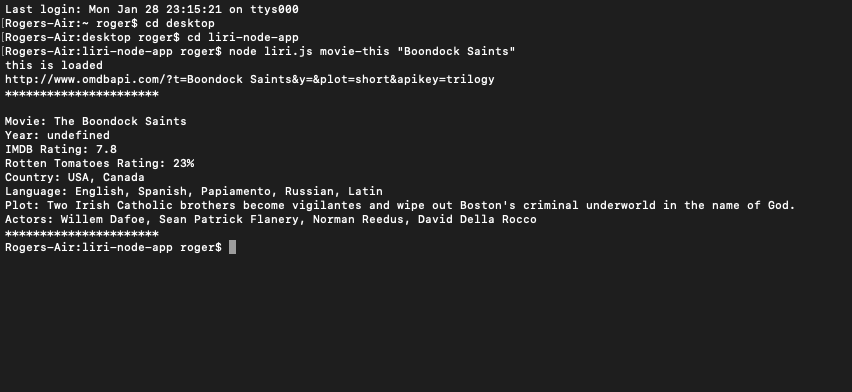 Last login: Mon Jan 28 23:15:21 on ttys000
[Rogers-Air:~ roger$ cd desktop
[Rogers-Air:desktop roger$ cd liri-node-app
[Rogers-Air:liri-node-app roger$ node liri.js movie-this "Boondock Saints"
this is loaded
http://www.omdbapi.com/?t=Boondock Saints&y=&plot=short&apikey=trilogy
**********************
Movie: The Boondock Saints
Year: undefined
IMDB Rating: 7.8
Rotten Tomatoes Rating: 23%
Country: USA, Canada
Language: English, Spanish, Papiamento, Russian, Latin
Plot: Two Irish Catholic brothers become vigilantes and wipe out Boston's criminal underworld in the name of God.
Actors: Willem Dafoe, Sean Patrick Flanery, Norman Reedus, David Della Rocco
**********************
Rogers-Air:liri-node-app roger$